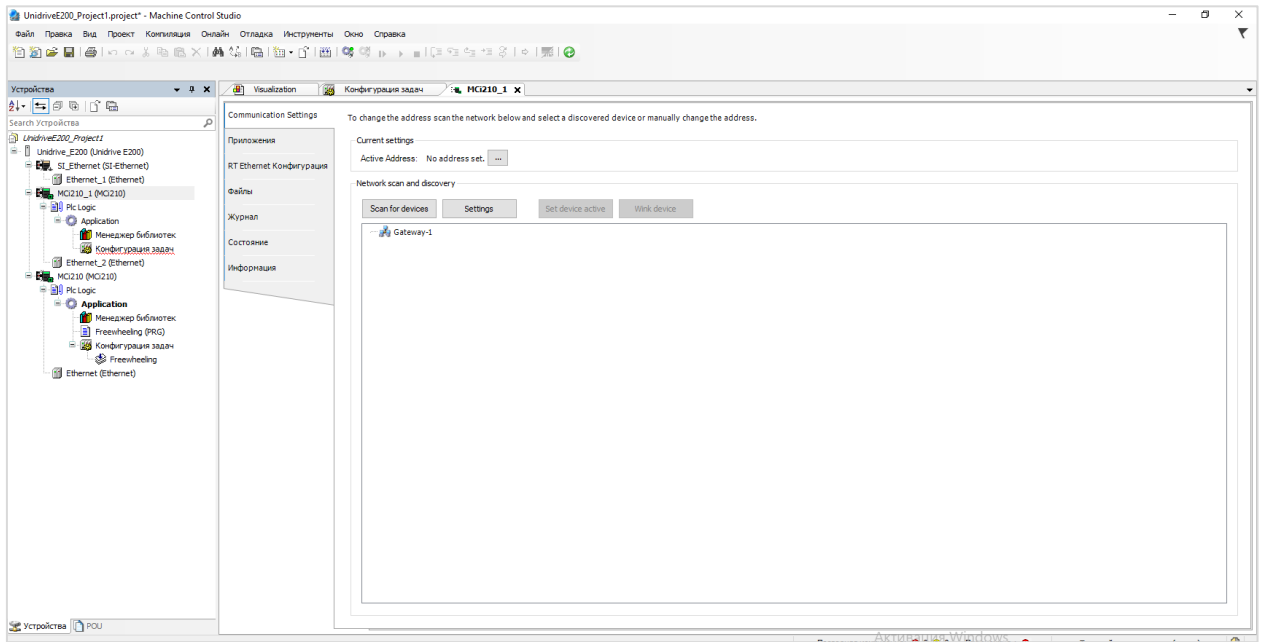 UnidriveE200_Project1.project* - Machine Control Studio
Файл Правка Вид Проект Компиляция Онлайн Отладка Инструменты Окно Справка
Устройства
Search Устройства
UnidriveE200_Project1
Unidrive_E200 (Unidrive E200)
SI_Ethernet (SI-Ethernet)
Ethernet_1 (Ethernet)
MCi210_1 (MCi210)
Plc Logic
Application
Менеджер библиотек
Конфигурация задач
Ethernet_2 (Ethernet)
MCi210 (MCi210)
Plc Logic
Application
Менеджер библиотек
Freewheeling (PRG)
Конфигурация задач
Freewheeling
Ethernet (Ethernet)
Устройства POU
Visualization Конфигурация задач MCi210_1
Communication Settings
Приложения
RT Ethernet Конфигурация
Файлы
Журнал
Состояние
Информация
To change the address scan the network below and select a discovered device or manually change the address.
Current settings
Active Address: No address set. ...
Network scan and discovery
Scan for devices Settings Set device active Wink device
Gateway-1
Активация Windows